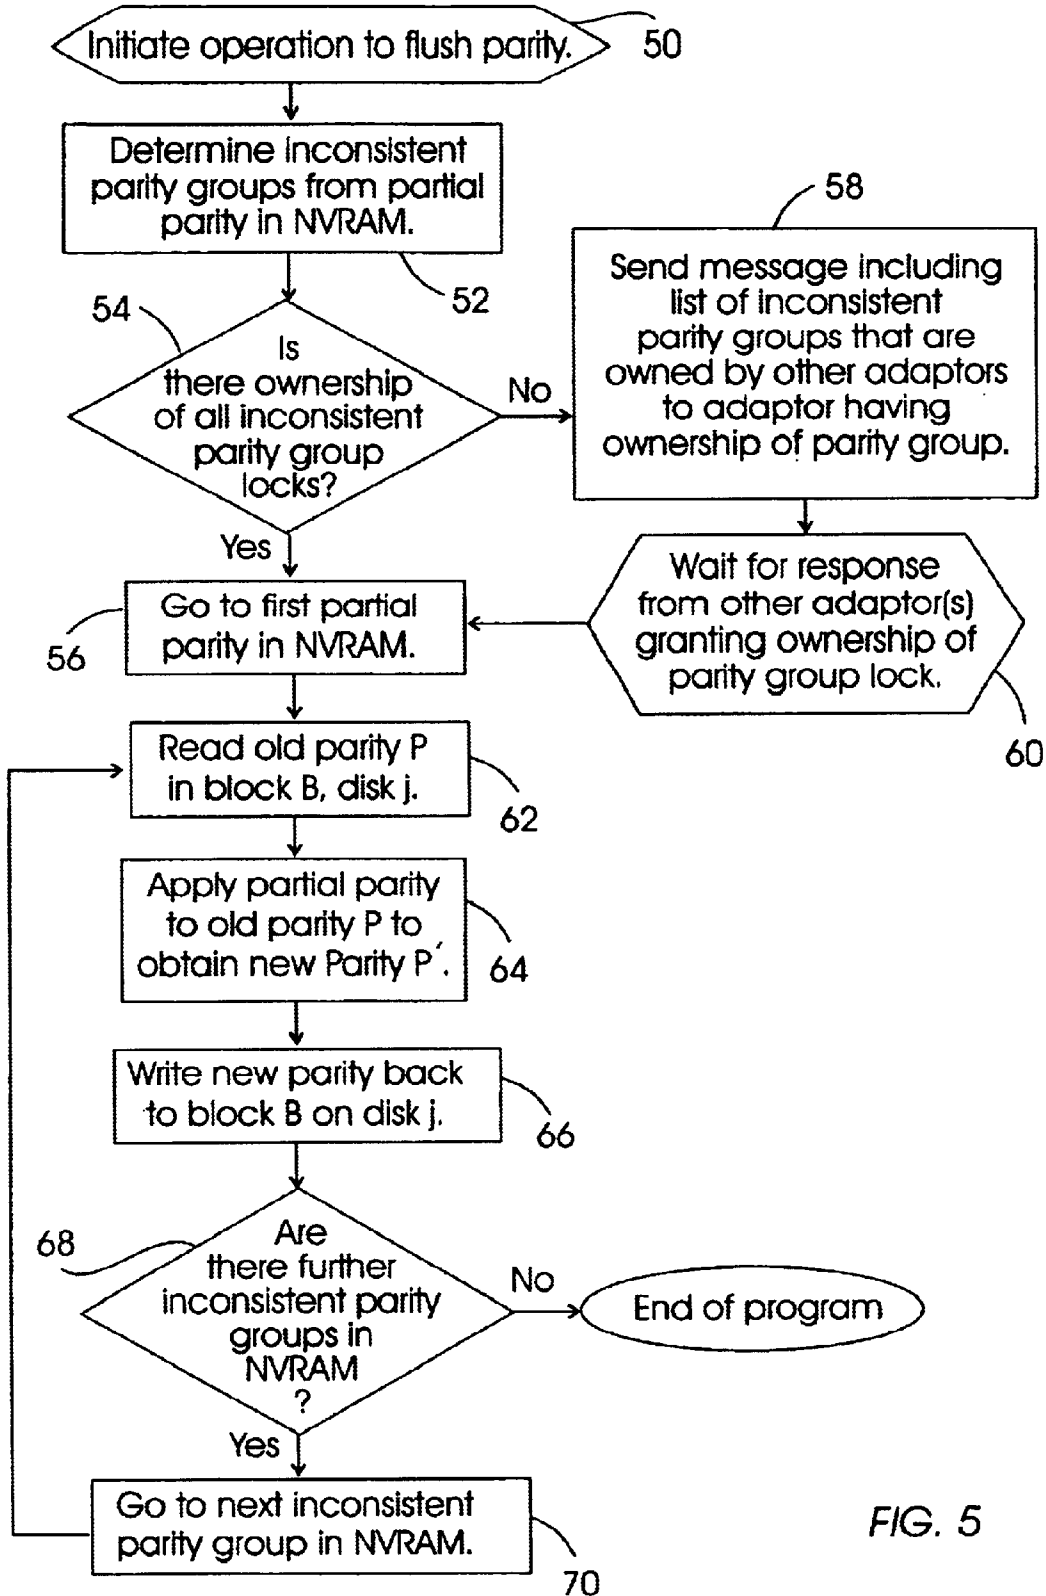 Initiate operation to flush parity.
50
Determine inconsistent
parity groups from partial
parity in NVRAM.
52
54
Is
there ownership
of all inconsistent
parity group
locks?
No
58
Send message including
list of inconsistent
parity groups that are
owned by other adaptors
to adaptor having
ownership of parity group.
Yes
Go to first partial
parity in NVRAM.
56
Wait for response
from other adaptor(s)
granting ownership of
parity group lock.
60
Read old parity P
in block B, disk j.
62
Apply partial parity
to old parity P to
obtain new Parity P´.
64
Write new parity back
to block B on disk j.
66
68
Are
there further
inconsistent parity
groups in
NVRAM
?
No
End of program
Yes
Go to next inconsistent
parity group in NVRAM.
70
FIG. 5